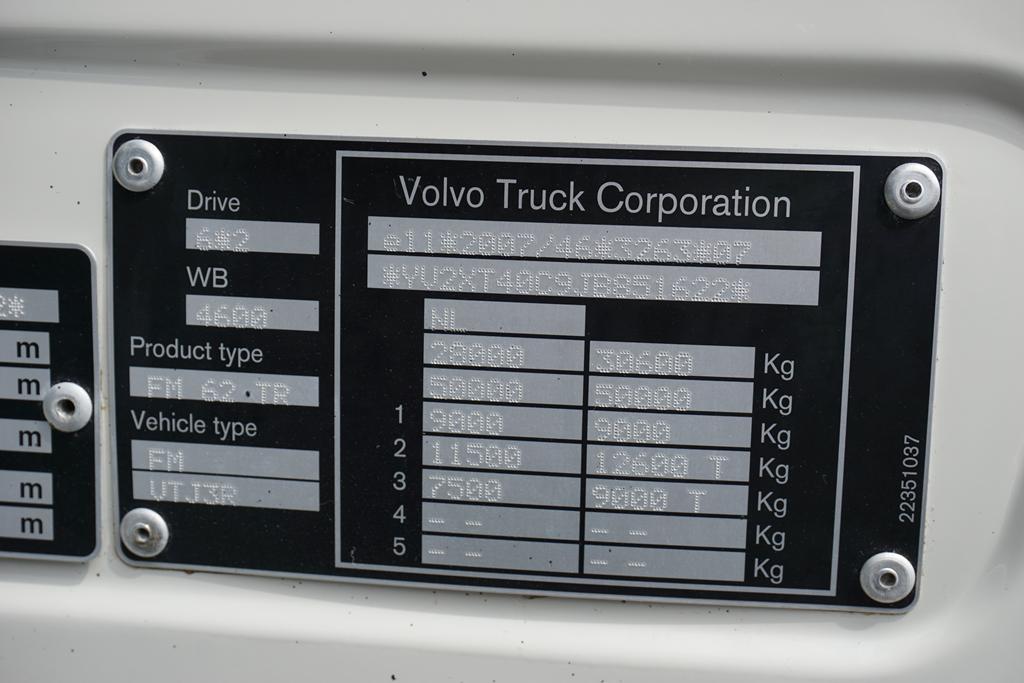 2*
m
m
m
m
m
Drive
6*2
WB
4600
Product type
FM 62 TR
Vehicle type
FM
VTJ3R
Volvo Truck Corporation
e11*2007/46*3263*07
*YV2XT40C9JB851622*
NL
28000 30600 Kg
50000 50000 Kg
1 9000 9000 Kg
2 11500 12600 T Kg
3 7500 9000 T Kg
4 -- -- Kg
5 -- -- Kg
22351037